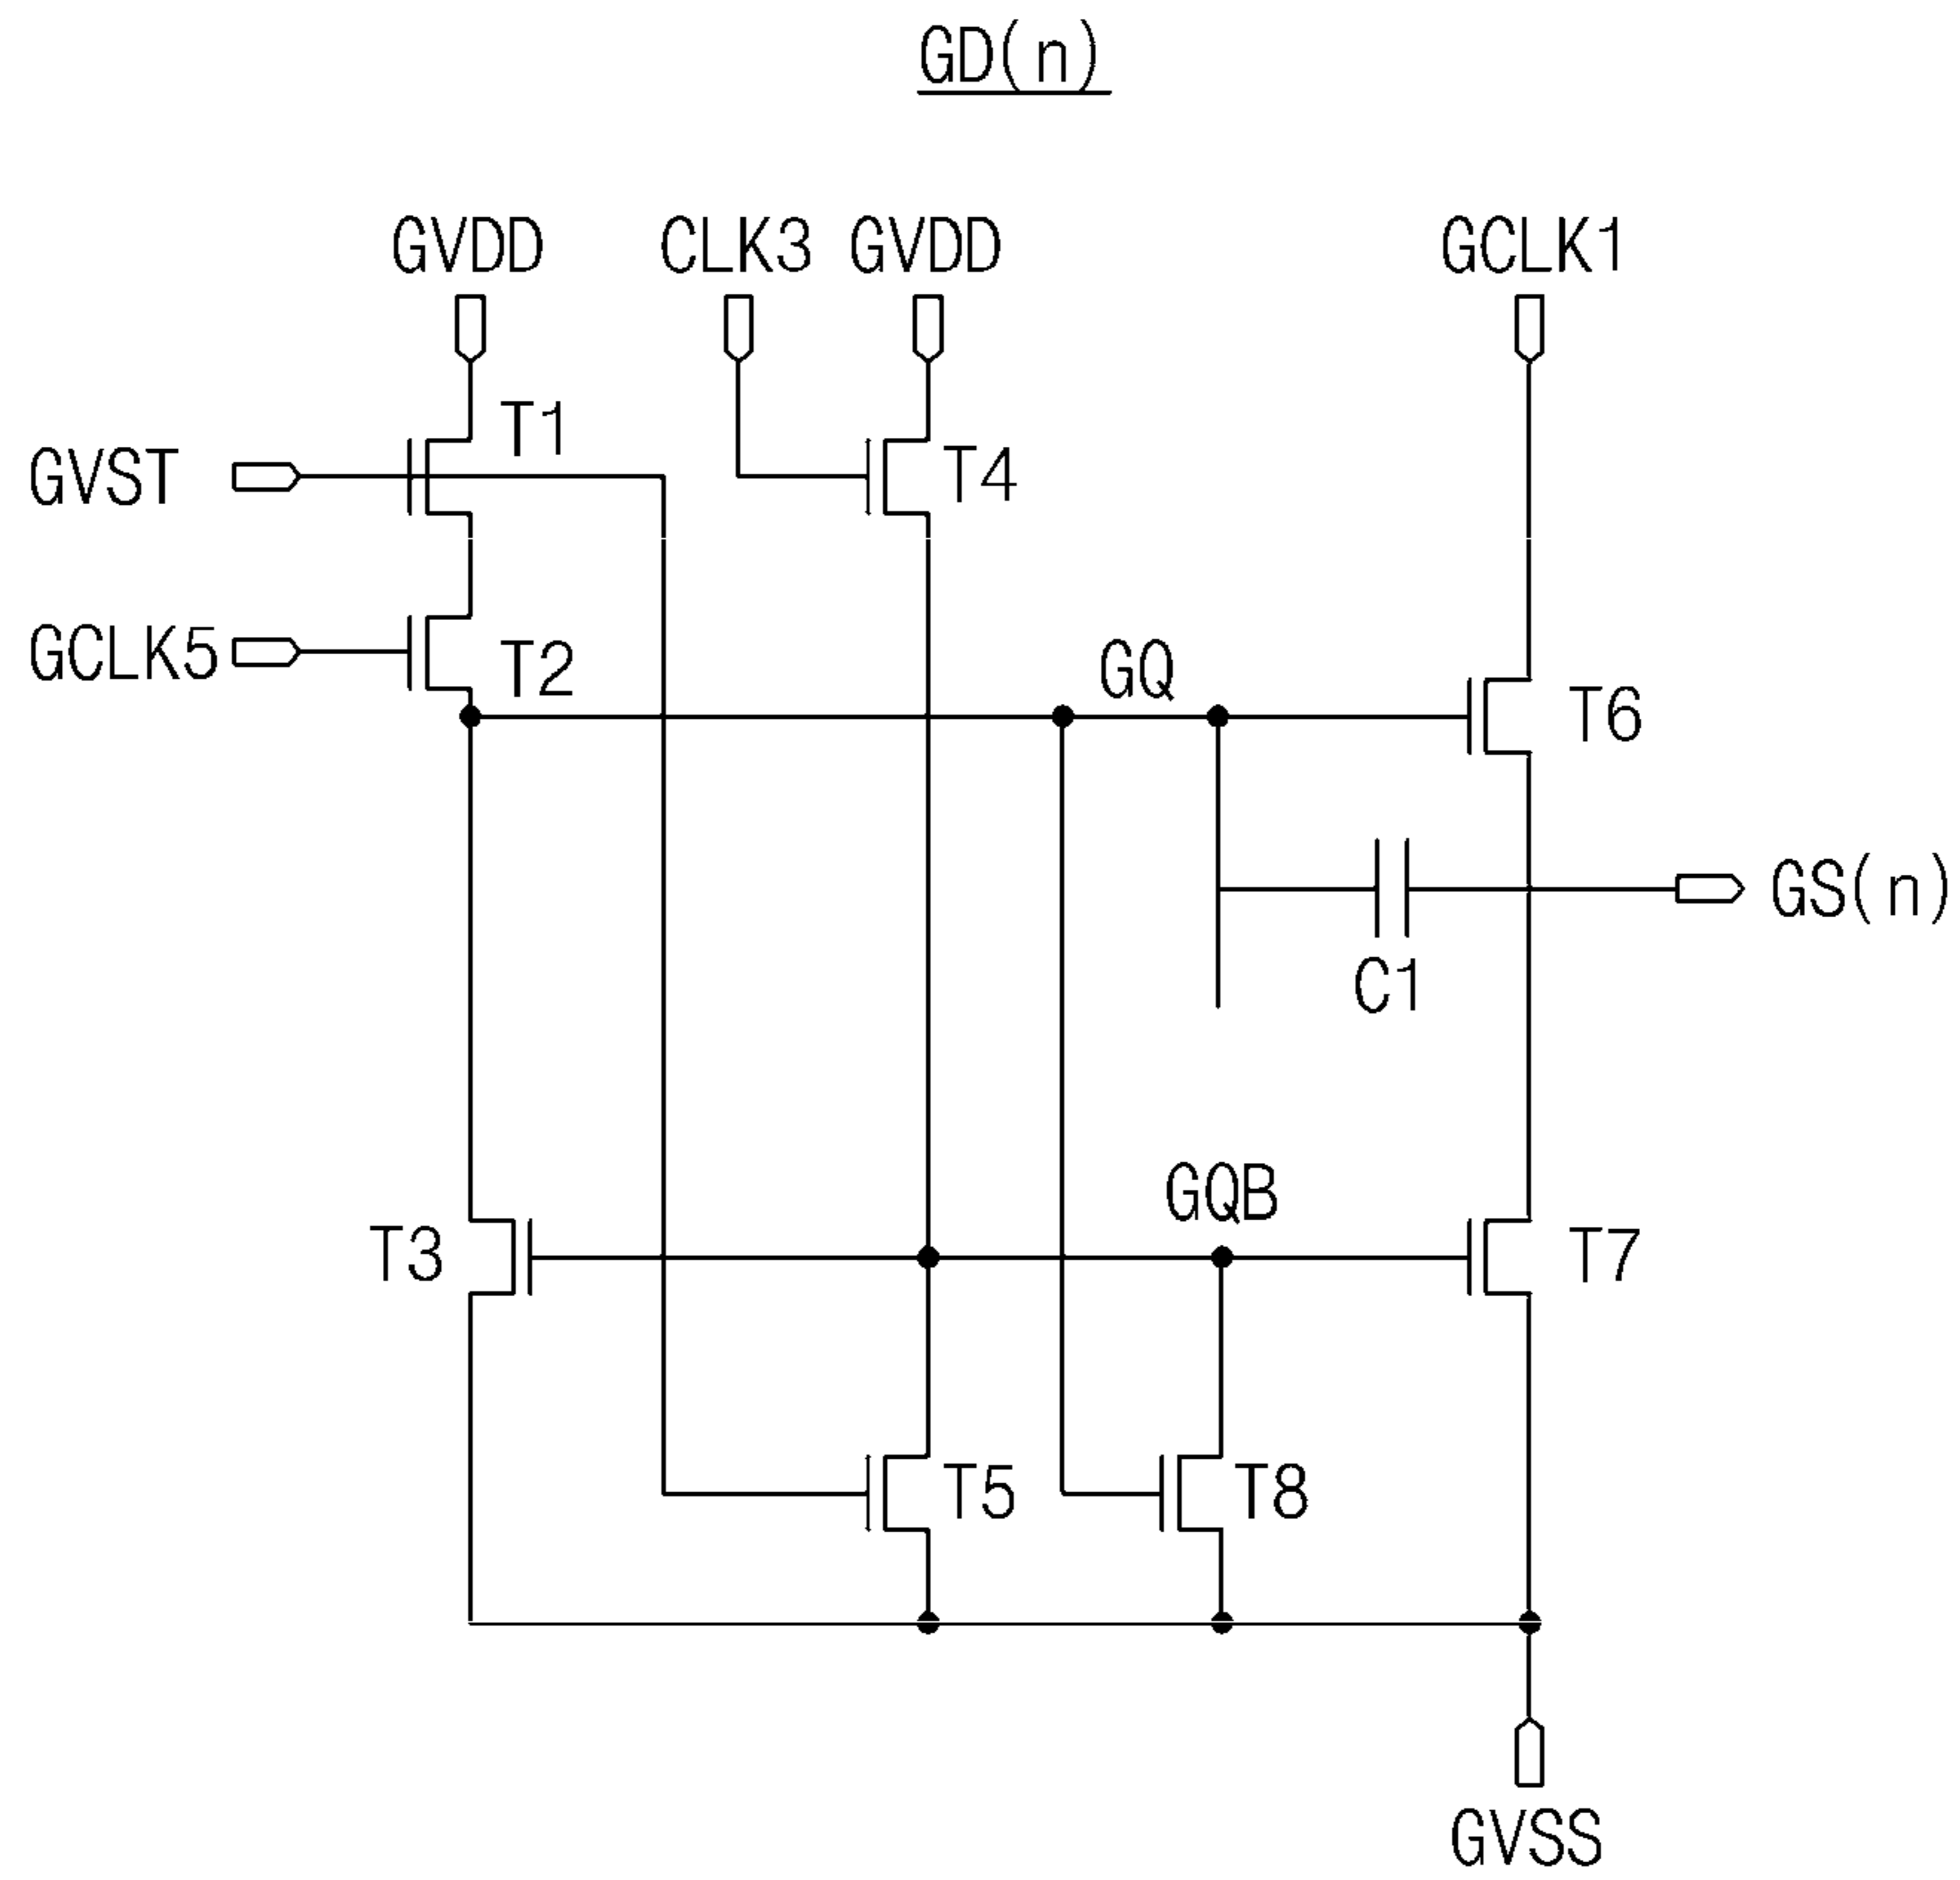 GD(n)
GVDD CLK3 GVDD GCLK1
T1
GVST T4
GCLK5 T2 GQ T6
GS(n)
C1
GQB
T3 T7
T5 T8
GVSS